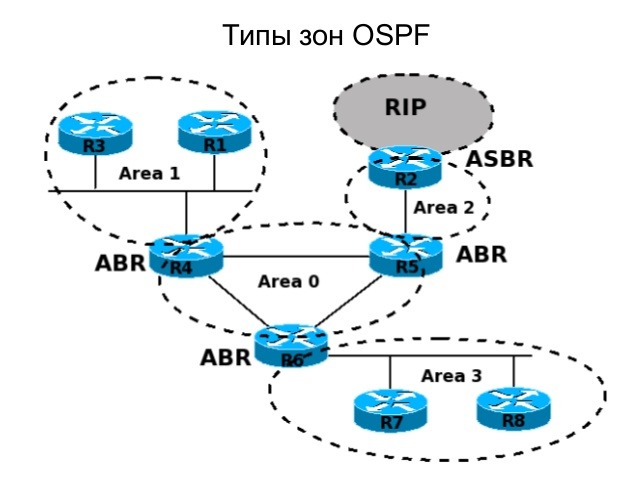 Типы зон OSPF
RIP
R3
R1
ASBR
R2
Area 1
Area 2
ABR
R4
R5
ABR
Area 0
ABR
R6
Area 3
R7
R8